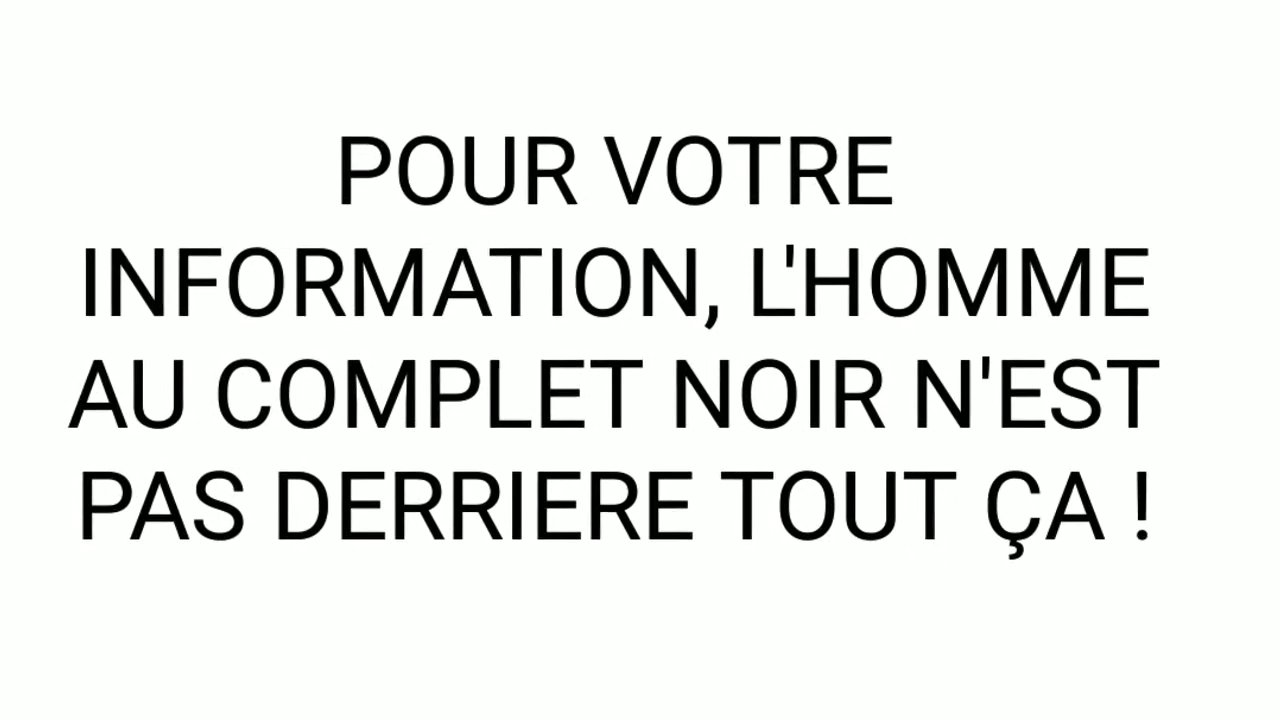 POUR VOTRE
INFORMATION, L'HOMME
AU COMPLET NOIR N'EST
PAS DERRIERE TOUT ÇA !